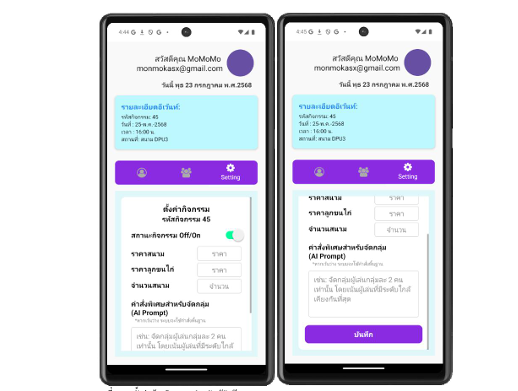 4:44
สวัสดีคุณ MoMoMo
monmokasx@gmail.com
วันนี้ พุธ 23 กรกฎาคม พ.ศ.2568
รายละเอียดอีเว้นท์:
รหัสกิจกรรม: 45
วันที่ : 25-ต.ค.-2568
เวลา : 16:00 น.
สถานที่: สนาม DPU3
Setting
ตั้งค่ากิจกรรม
รหัสกิจกรรม 45
สถานะกิจกรรม Off/On
ราคาสนาม
ราคา
ราคาลูกขนไก่
ราคา
จำนวนสนาม
จำนวน
คำสั่งพิเศษสำหรับจัดกลุ่ม
(AI Prompt)
เช่น: จัดกลุ่มผู้เล่นกลุ่มละ 2 คน
เท่านั้น โดยเน้นผู้เล่นที่มีระดับใกล้
4:45
สวัสดีคุณ MoMoMo
monmokasx@gmail.com
วันนี้ พุธ 23 กรกฎาคม พ.ศ.2568
รายละเอียดอีเว้นท์:
รหัสกิจกรรม: 45
วันที่ : 25-ต.ค.-2568
เวลา : 16:00 น.
สถานที่: สนาม DPU3
Setting
ราคาสนาม
ราคา
ราคาลูกขนไก่
ราคา
จำนวนสนาม
จำนวน
คำสั่งพิเศษสำหรับจัดกลุ่ม
(AI Prompt)
เช่น: จัดกลุ่มผู้เล่นกลุ่มละ 2 คน
เท่านั้น โดยเน้นผู้เล่นที่มีระดับใกล้
เคียงกันที่สุด
บันทึก